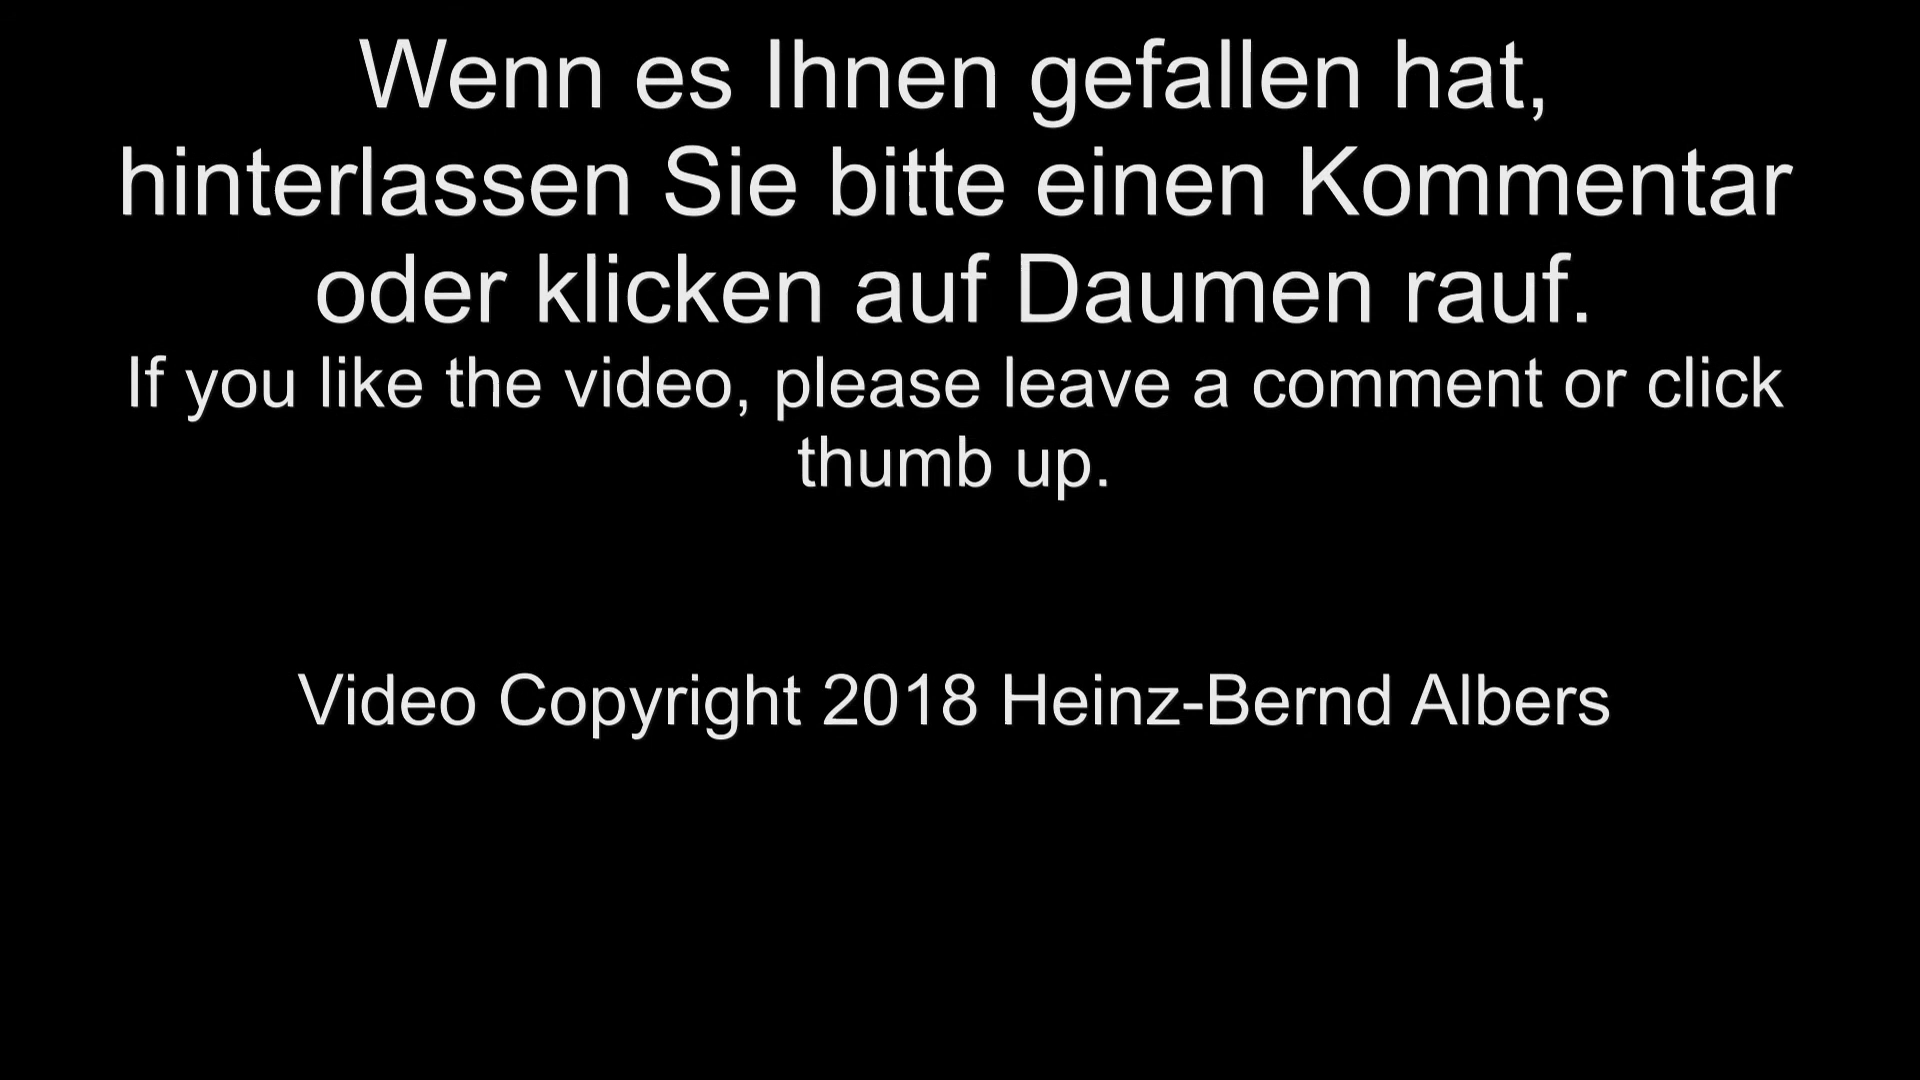 Wenn es Ihnen gefallen hat,
hinterlassen Sie bitte einen Kommentar
oder klicken auf Daumen rauf.
If you like the video, please leave a comment or click
thumb up.
Video Copyright 2018 Heinz-Bernd Albers